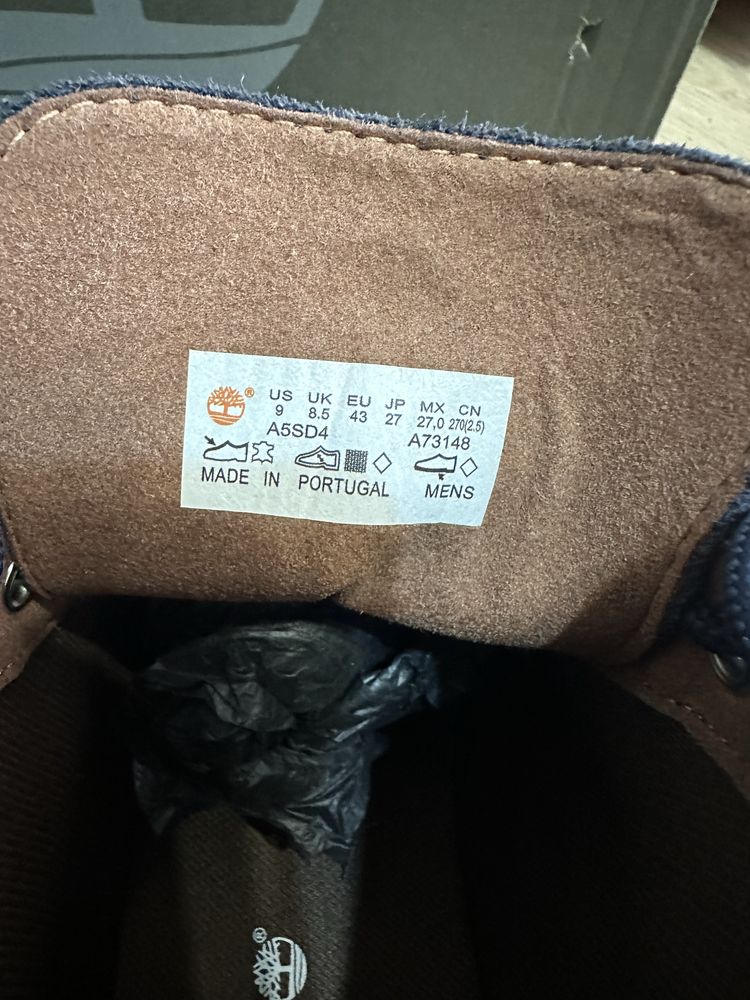 ® US UK EU JP MX CN
9 8.5 43 27 27,0 270(2.5)
A5SD4 A73148
MADE IN PORTUGAL MENS
®